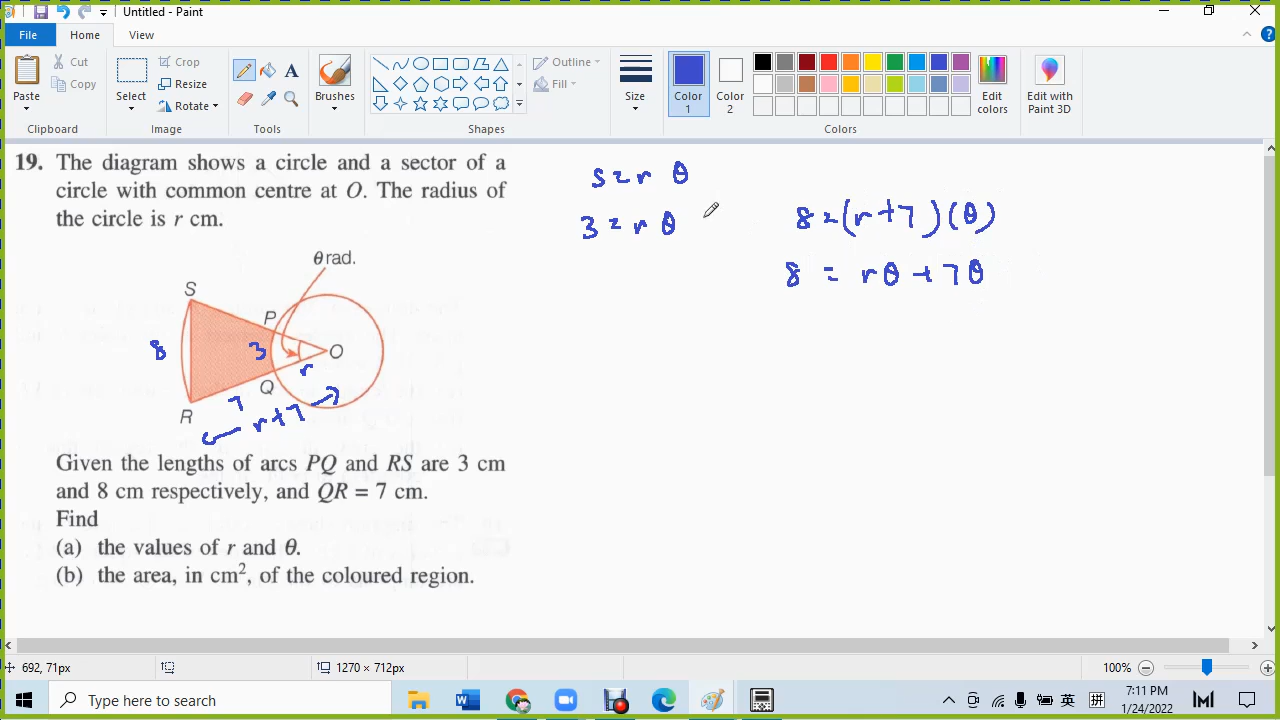 Untitled - Paint
File Home View
Paste Cut Copy Clipboard
Select Crop Resize Rotate Image
Tools
Brushes
Outline Fill Shapes
Size
Color 1 Color 2 Edit colors Edit with Paint 3D Colors
19. The diagram shows a circle and a sector of a
circle with common centre at O. The radius of
the circle is r cm.
θ rad.
S
P
O
Q
R
8
3
r
7
r+7
s = r θ
3 = r θ
8 = (r+7)(θ)
8 = rθ + 7θ
Given the lengths of arcs PQ and RS are 3 cm
and 8 cm respectively, and QR = 7 cm.
Find
(a) the values of r and θ.
(b) the area, in cm², of the coloured region.
692, 71px
1270 × 712px
100%
Type here to search
英 拼
7:11 PM
1/24/2022